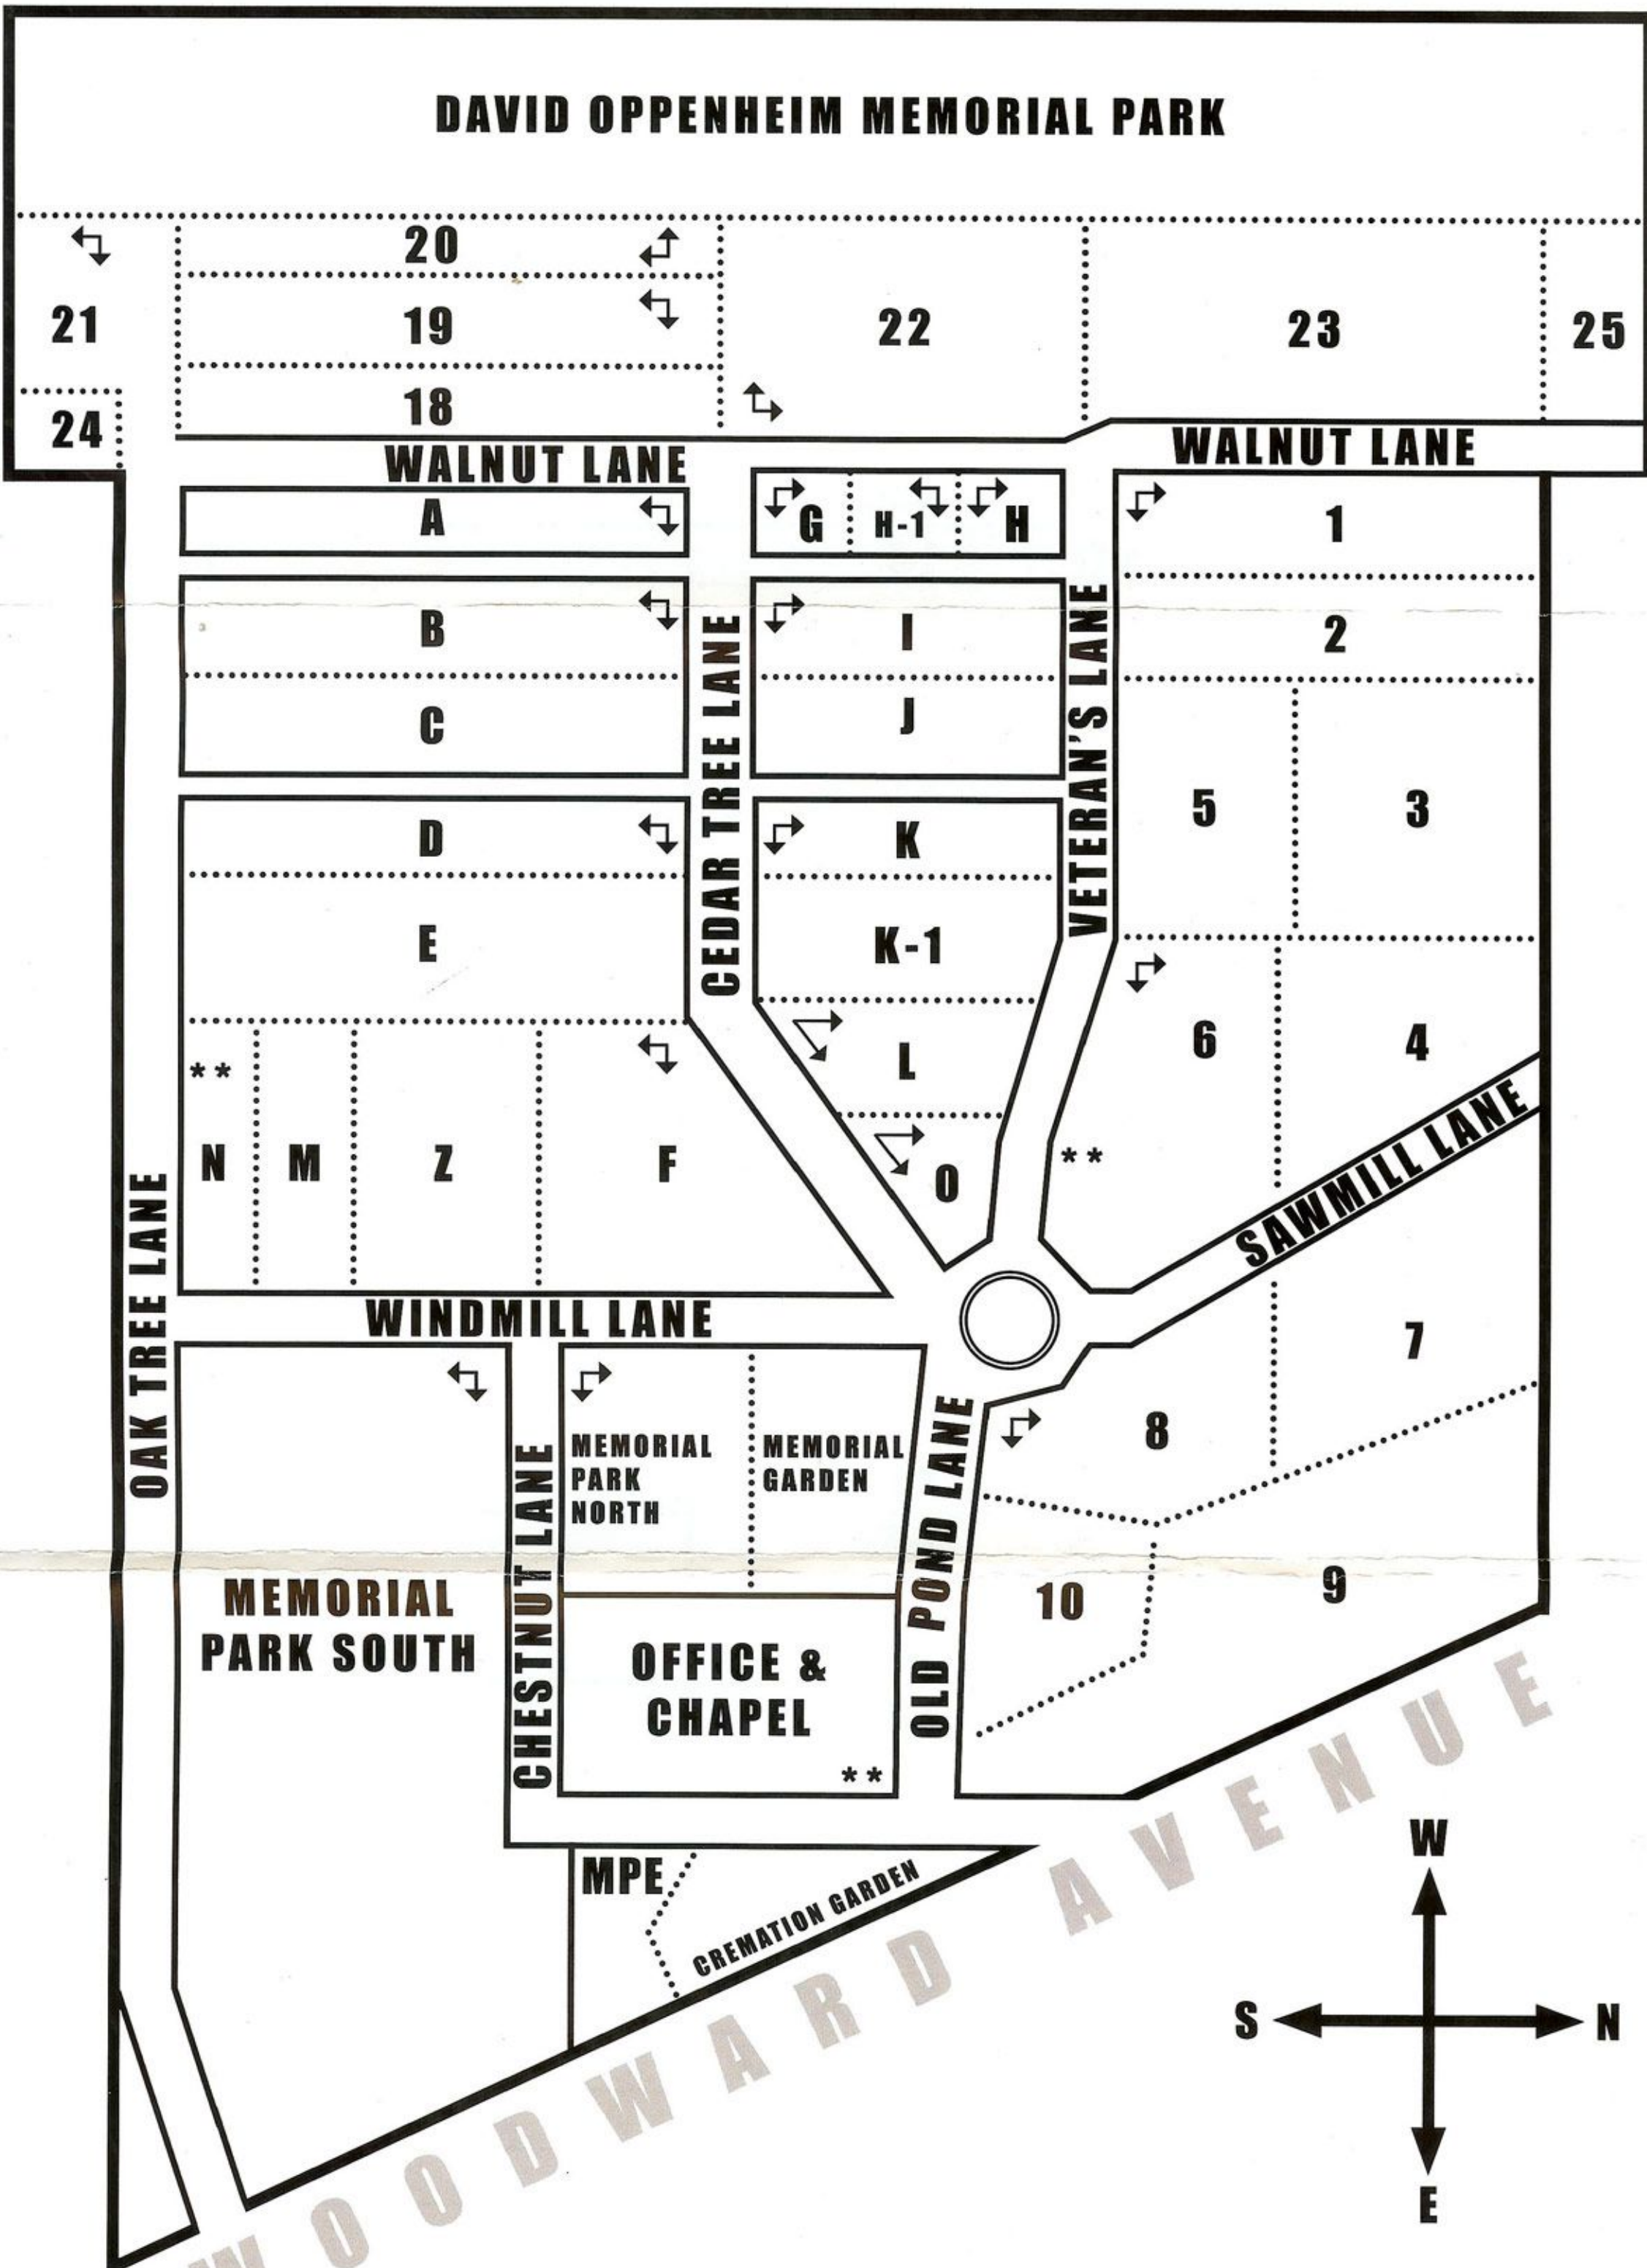 DAVID OPPENHEIM MEMORIAL PARK
20
21
19
22
23
25
18
24
WALNUT LANE
WALNUT LANE
A
G
H-1
H
1
B
I
2
C
J
CEDAR TREE LANE
VETERAN'S LANE
5
3
D
K
E
K-1
**
L
6
4
N
M
Z
F
O
**
SAWMILL LANE
OAK TREE LANE
WINDMILL LANE
7
8
MEMORIAL
PARK
NORTH
MEMORIAL
GARDEN
CHESTNUT LANE
OLD POND LANE
10
9
MEMORIAL
PARK SOUTH
OFFICE &
CHAPEL
**
MPE
CREMATION GARDEN
WOODWARD AVENUE
W
S
N
E